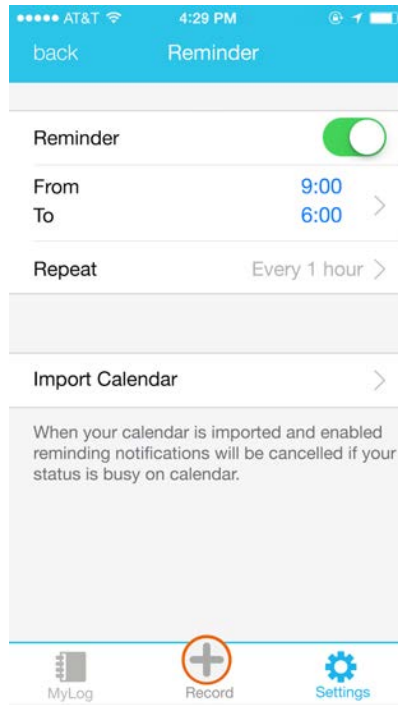 AT&T 4:29 PM
back Reminder
Reminder
From 9:00
To 6:00
Repeat Every 1 hour
Import Calendar
When your calendar is imported and enabled
reminding notifications will be cancelled if your
status is busy on calendar.
MyLog Record Settings